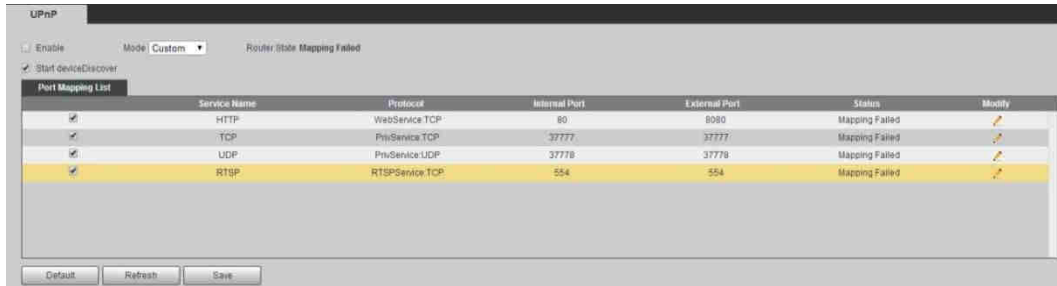 UPnP
Enable Mode Custom Router State Mapping Failed
Start deviceDiscover
Port Mapping List
Service Name Protocol Internal Port External Port Status Modify
HTTP WebService:TCP 80 8080 Mapping Failed
TCP PrivService:TCP 37777 37777 Mapping Failed
UDP PrivService:UDP 37778 37778 Mapping Failed
RTSP RTSPService:TCP 554 554 Mapping Failed
Default Refresh Save